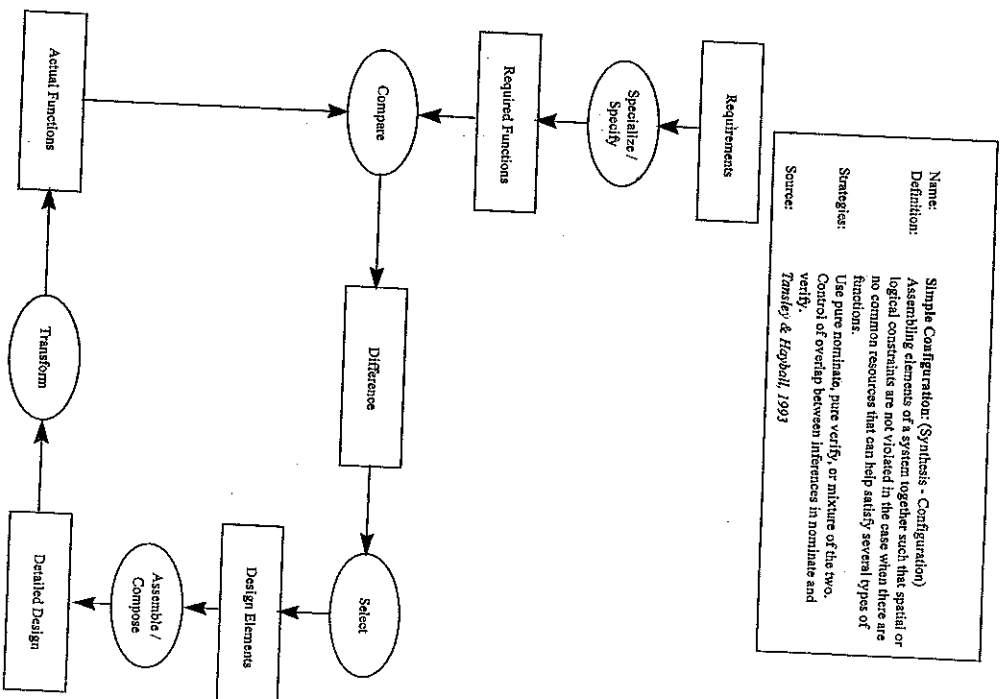 Name: Simple Configuration: (Synthesis - Configuration)
Definition: Assembling elements of a system together such that spatial or
logical constraints are not violated in the case when there are
no common resources that can help satisfy several types of
functions.
Strategies: Use pure nominate, pure verify, or mixture of the two.
Control of overlap between inferences in nominate and
verify.
Source: Tansley & Hayball, 1993
Requirements
Specialize /
Specify
Required Functions
Compare
Actual Functions
Difference
Transform
Select
Design Elements
Assemble /
Compose
Detailed Design